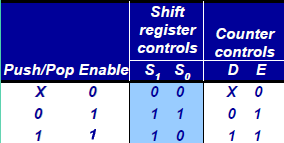 Shift
register
controls
Counter
controls
Push/Pop Enable S1 S0 D E
X 0 0 0 X 0
0 1 1 1 0 1
1 1 1 0 1 1